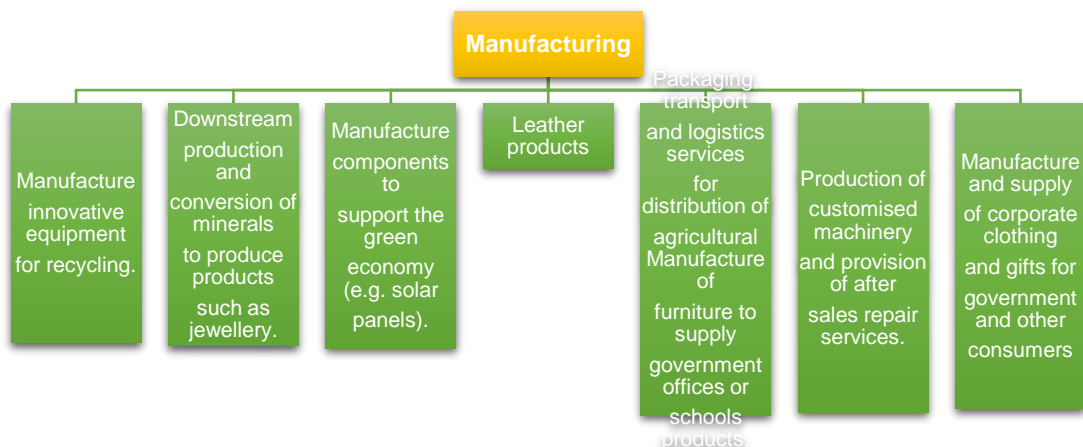 Manufacturing
Manufacture
innovative
equipment
for recycling.
Downstream
production
and
conversion of
minerals
to produce
products
such as
jewellery.
Manufacture
components
to
support the
green
economy
(e.g. solar
panels).
Leather
products
Packaging,
transport
and logistics
services
for
distribution of
agricultural
Manufacture
of
furniture to
supply
government
offices or
schools
products.
Production of
customised
machinery
and provision
of after
sales repair
services.
Manufacture
and supply
of corporate
clothing
and gifts for
government
and other
consumers